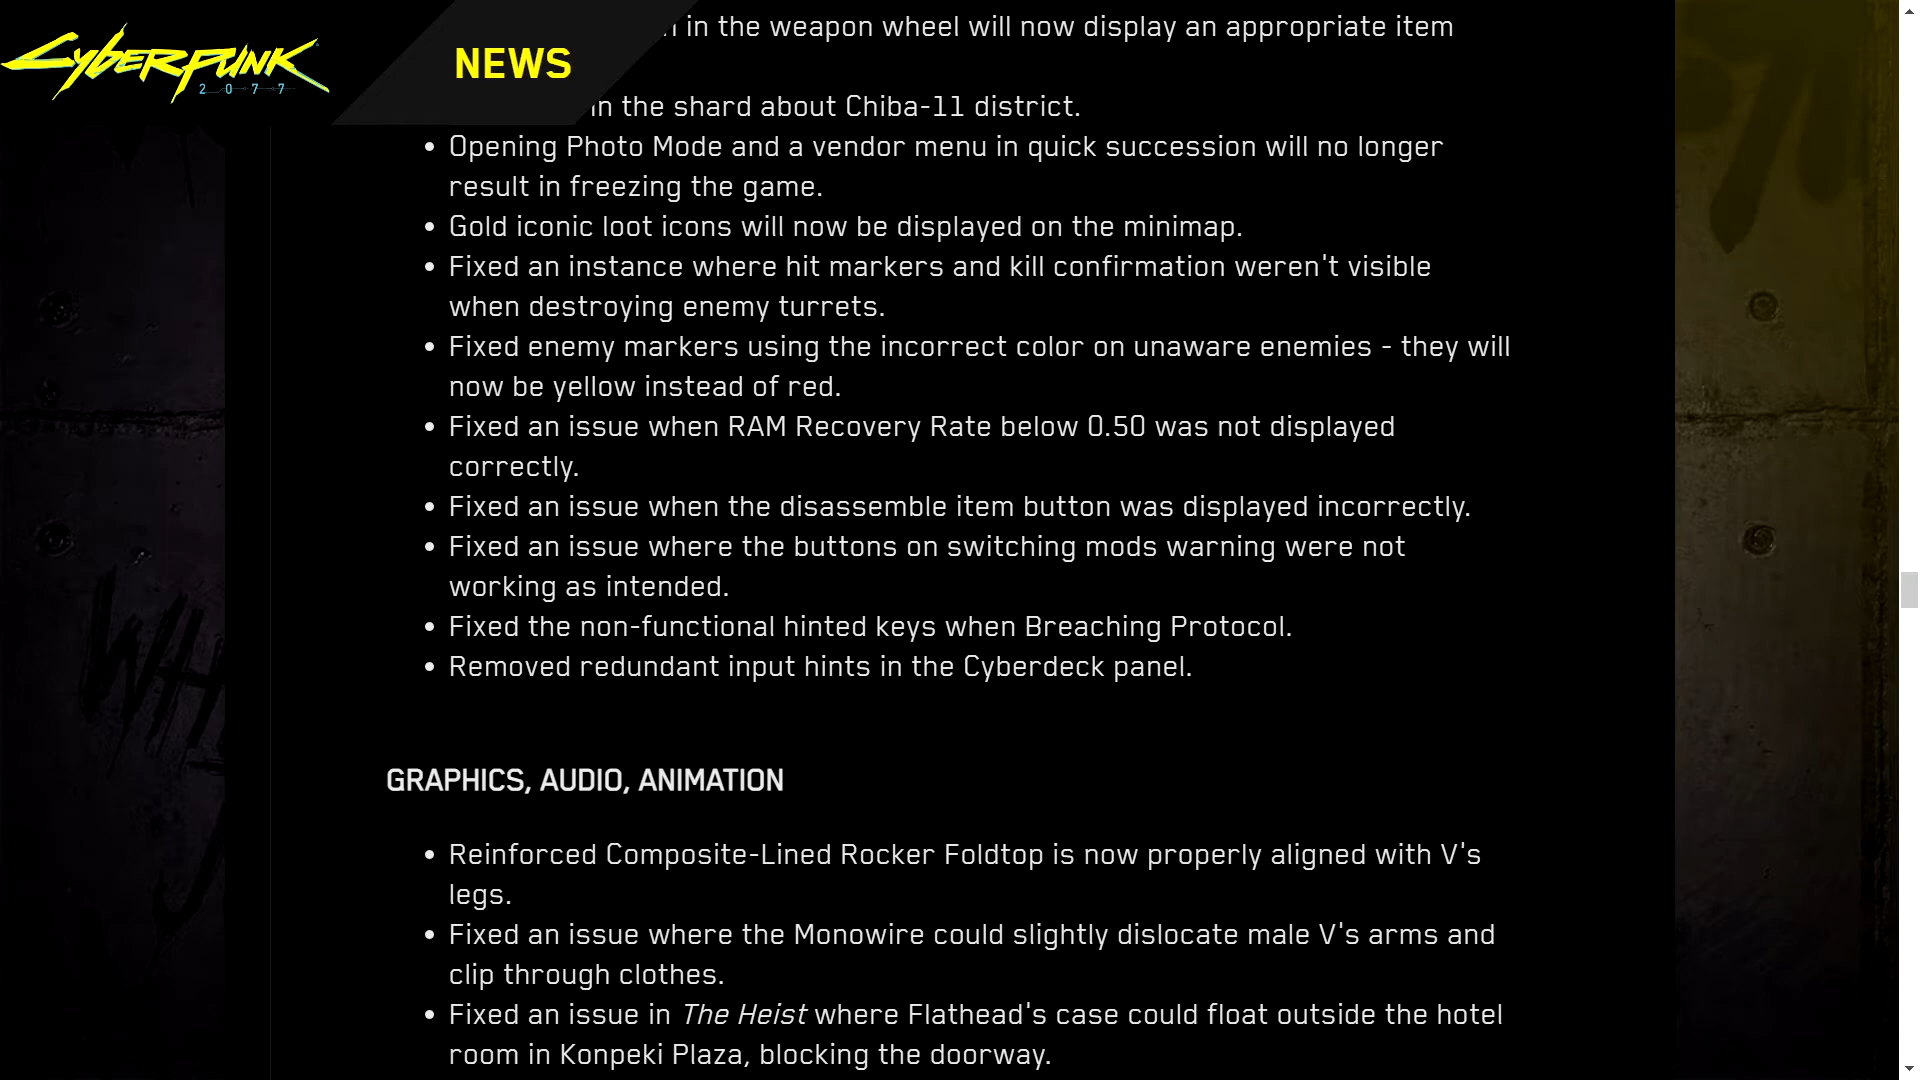 in the weapon wheel will now display an appropriate item
CYBERPUNK
2077
NEWS
in the shard about Chiba-11 district.
• Opening Photo Mode and a vendor menu in quick succession will no longer
result in freezing the game.
• Gold iconic loot icons will now be displayed on the minimap.
• Fixed an instance where hit markers and kill confirmation weren't visible
when destroying enemy turrets.
• Fixed enemy markers using the incorrect color on unaware enemies - they will
now be yellow instead of red.
• Fixed an issue when RAM Recovery Rate below 0.50 was not displayed
correctly.
• Fixed an issue when the disassemble item button was displayed incorrectly.
• Fixed an issue where the buttons on switching mods warning were not
working as intended.
• Fixed the non-functional hinted keys when Breaching Protocol.
• Removed redundant input hints in the Cyberdeck panel.
GRAPHICS, AUDIO, ANIMATION
• Reinforced Composite-Lined Rocker Foldtop is now properly aligned with V's
legs.
• Fixed an issue where the Monowire could slightly dislocate male V's arms and
clip through clothes.
• Fixed an issue in The Heist where Flathead's case could float outside the hotel
room in Konpeki Plaza, blocking the doorway.